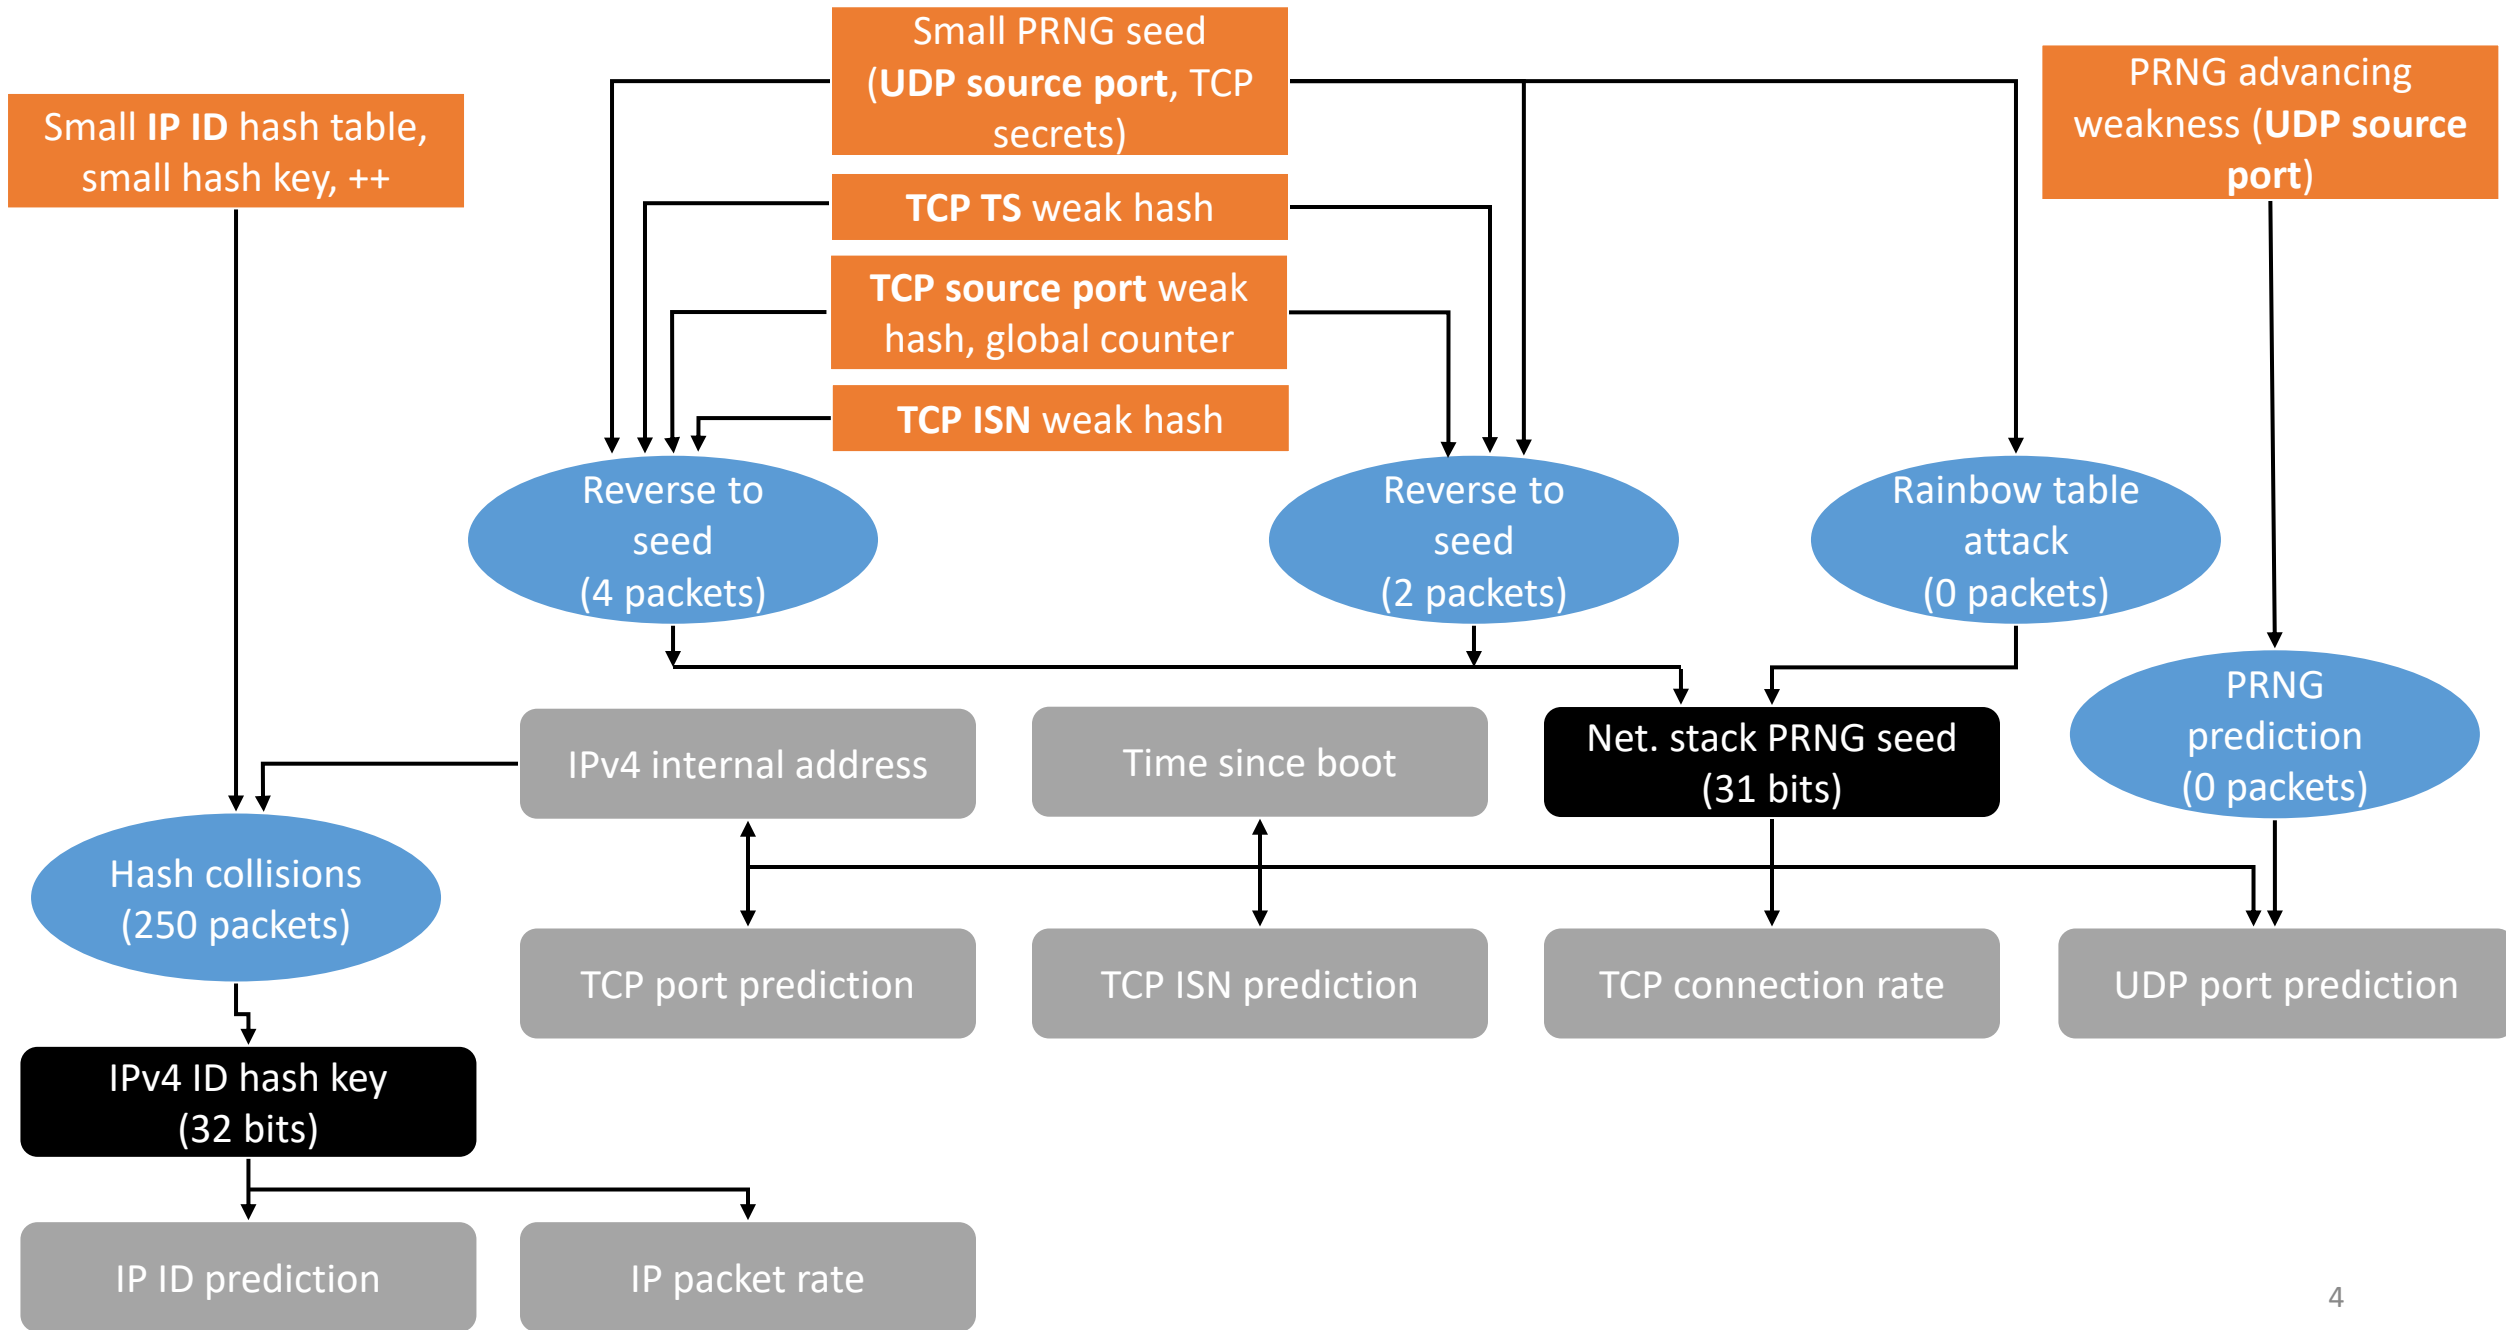 Small PRNG seed
(UDP source port, TCP
secrets)
PRNG advancing
weakness (UDP source
port)
Small IP ID hash table,
small hash key, ++
TCP TS weak hash
TCP source port weak
hash, global counter
TCP ISN weak hash
Reverse to
seed
(4 packets)
Reverse to
seed
(2 packets)
Rainbow table
attack
(0 packets)
PRNG
prediction
(0 packets)
IPv4 internal address
Time since boot
Net. stack PRNG seed
(31 bits)
Hash collisions
(250 packets)
TCP port prediction
TCP ISN prediction
TCP connection rate
UDP port prediction
IPv4 ID hash key
(32 bits)
IP ID prediction
IP packet rate
4